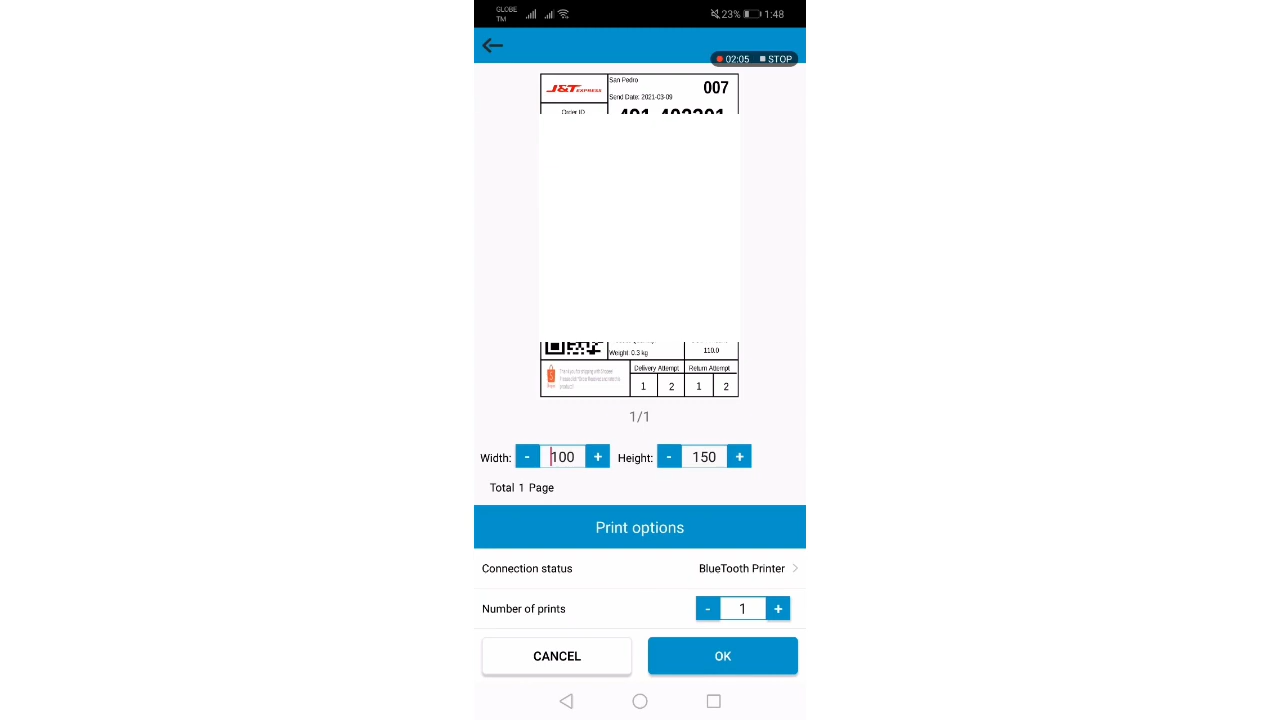 GLOBE
TM
23% 1:48
02:05 STOP
J&T EXPRESS
San Pedro
007
Send Date: 2021-03-09
Order ID
Weight 0.3 kg
110.0
Delivery Attempt
Return Attempt
1 2 1 2
1/1
Width: - 100 + Height: - 150 +
Total 1 Page
Print options
Connection status BlueTooth Printer
Number of prints - 1 +
CANCEL OK